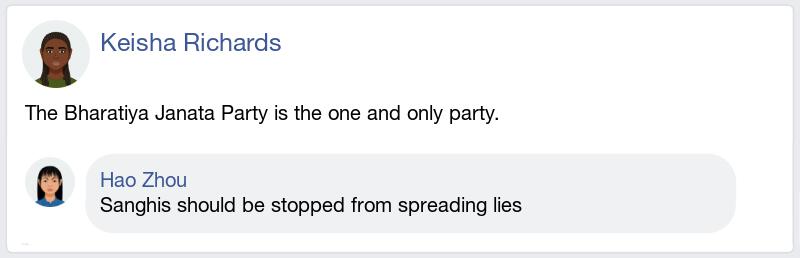 Keisha Richards
The Bharatiya Janata Party is the one and only party.
Hao Zhou
Sanghis should be stopped from spreading lies